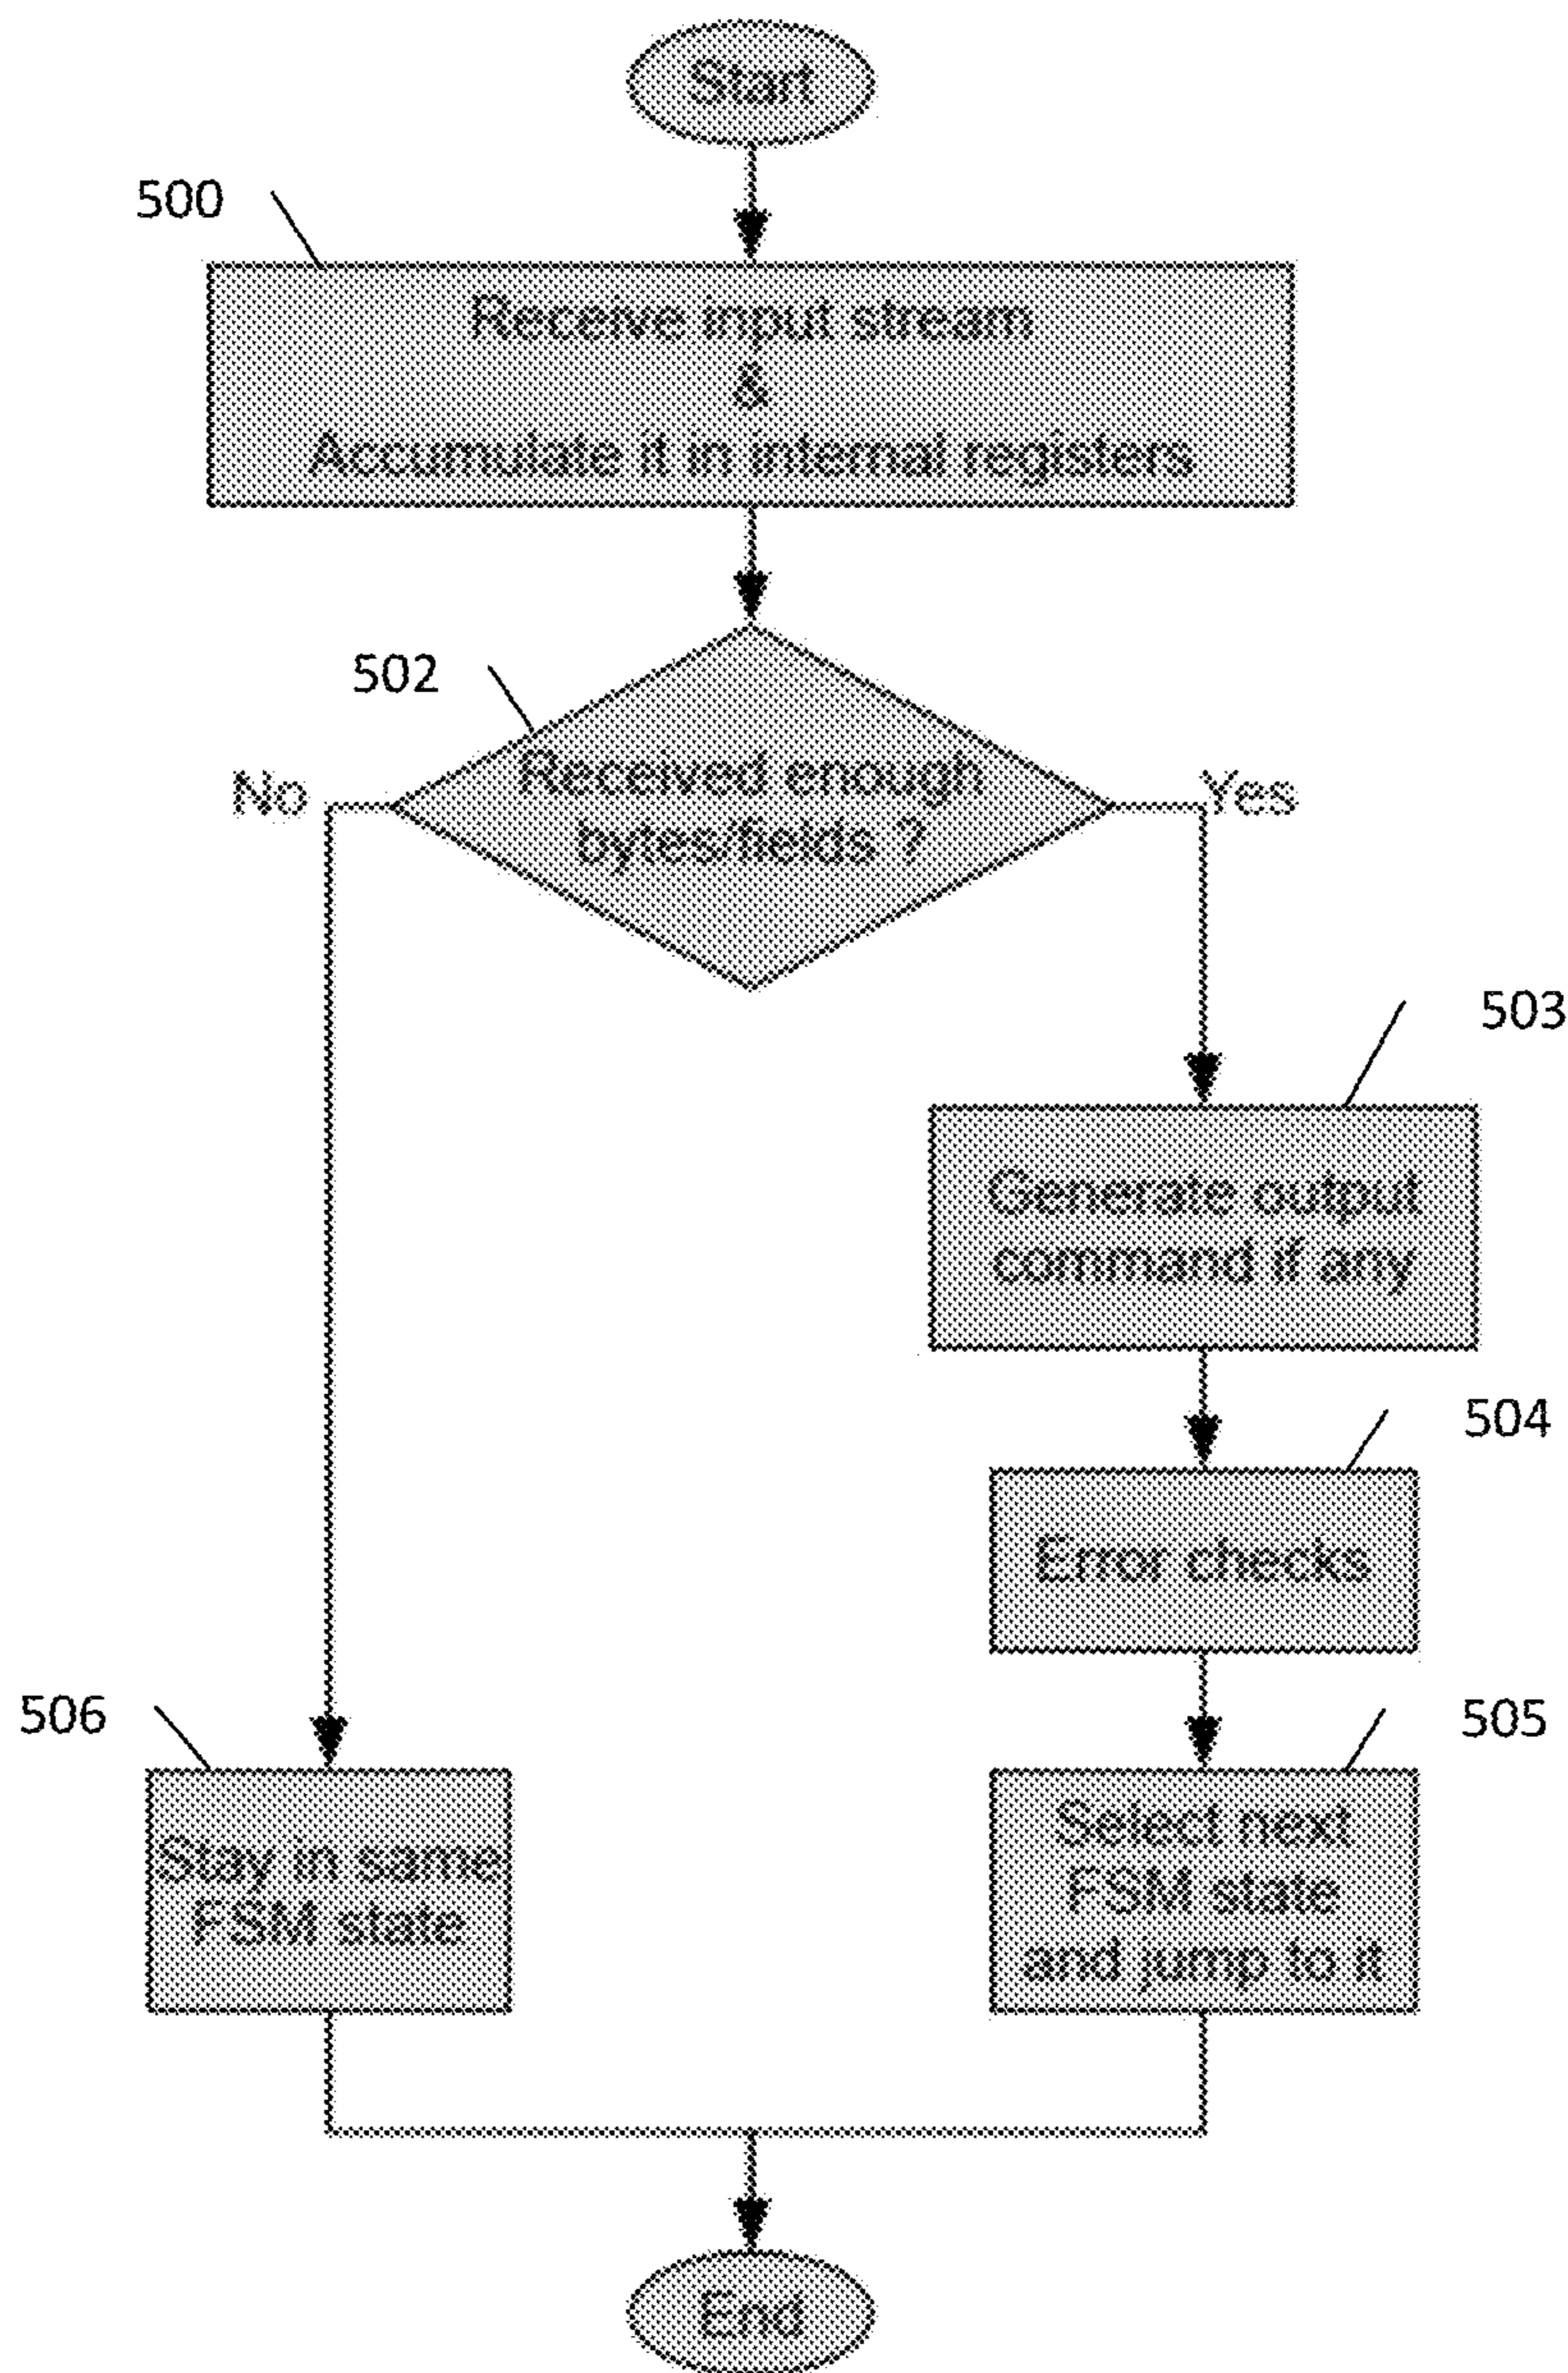 Start
500
Receive input stream
&
Accumulate it in internal registers
502
Received enough
bytes/fields ?
No
Yes
503
Generate output
command if any
504
Error checks
506
Stay in same
FSM state
505
Select next
FSM state
and jump to it
End